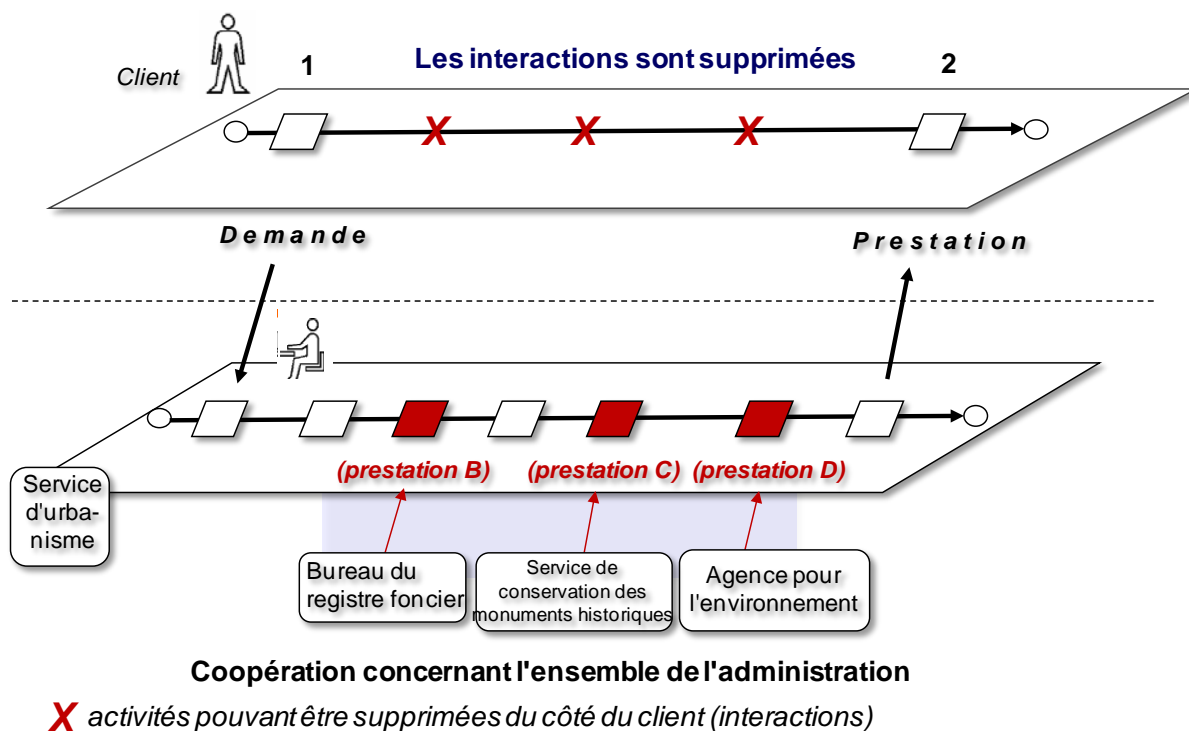 Client
1
Les interactions sont supprimées
2
X X X
Demande
Prestation
(prestation B) (prestation C) (prestation D)
Service
d'urba-
nisme
Bureau du
registre foncier
Service de
conservation des
monuments historiques
Agence pour
l'environnement
Coopération concernant l'ensemble de l'administration
X activités pouvant être supprimées du côté du client (interactions)